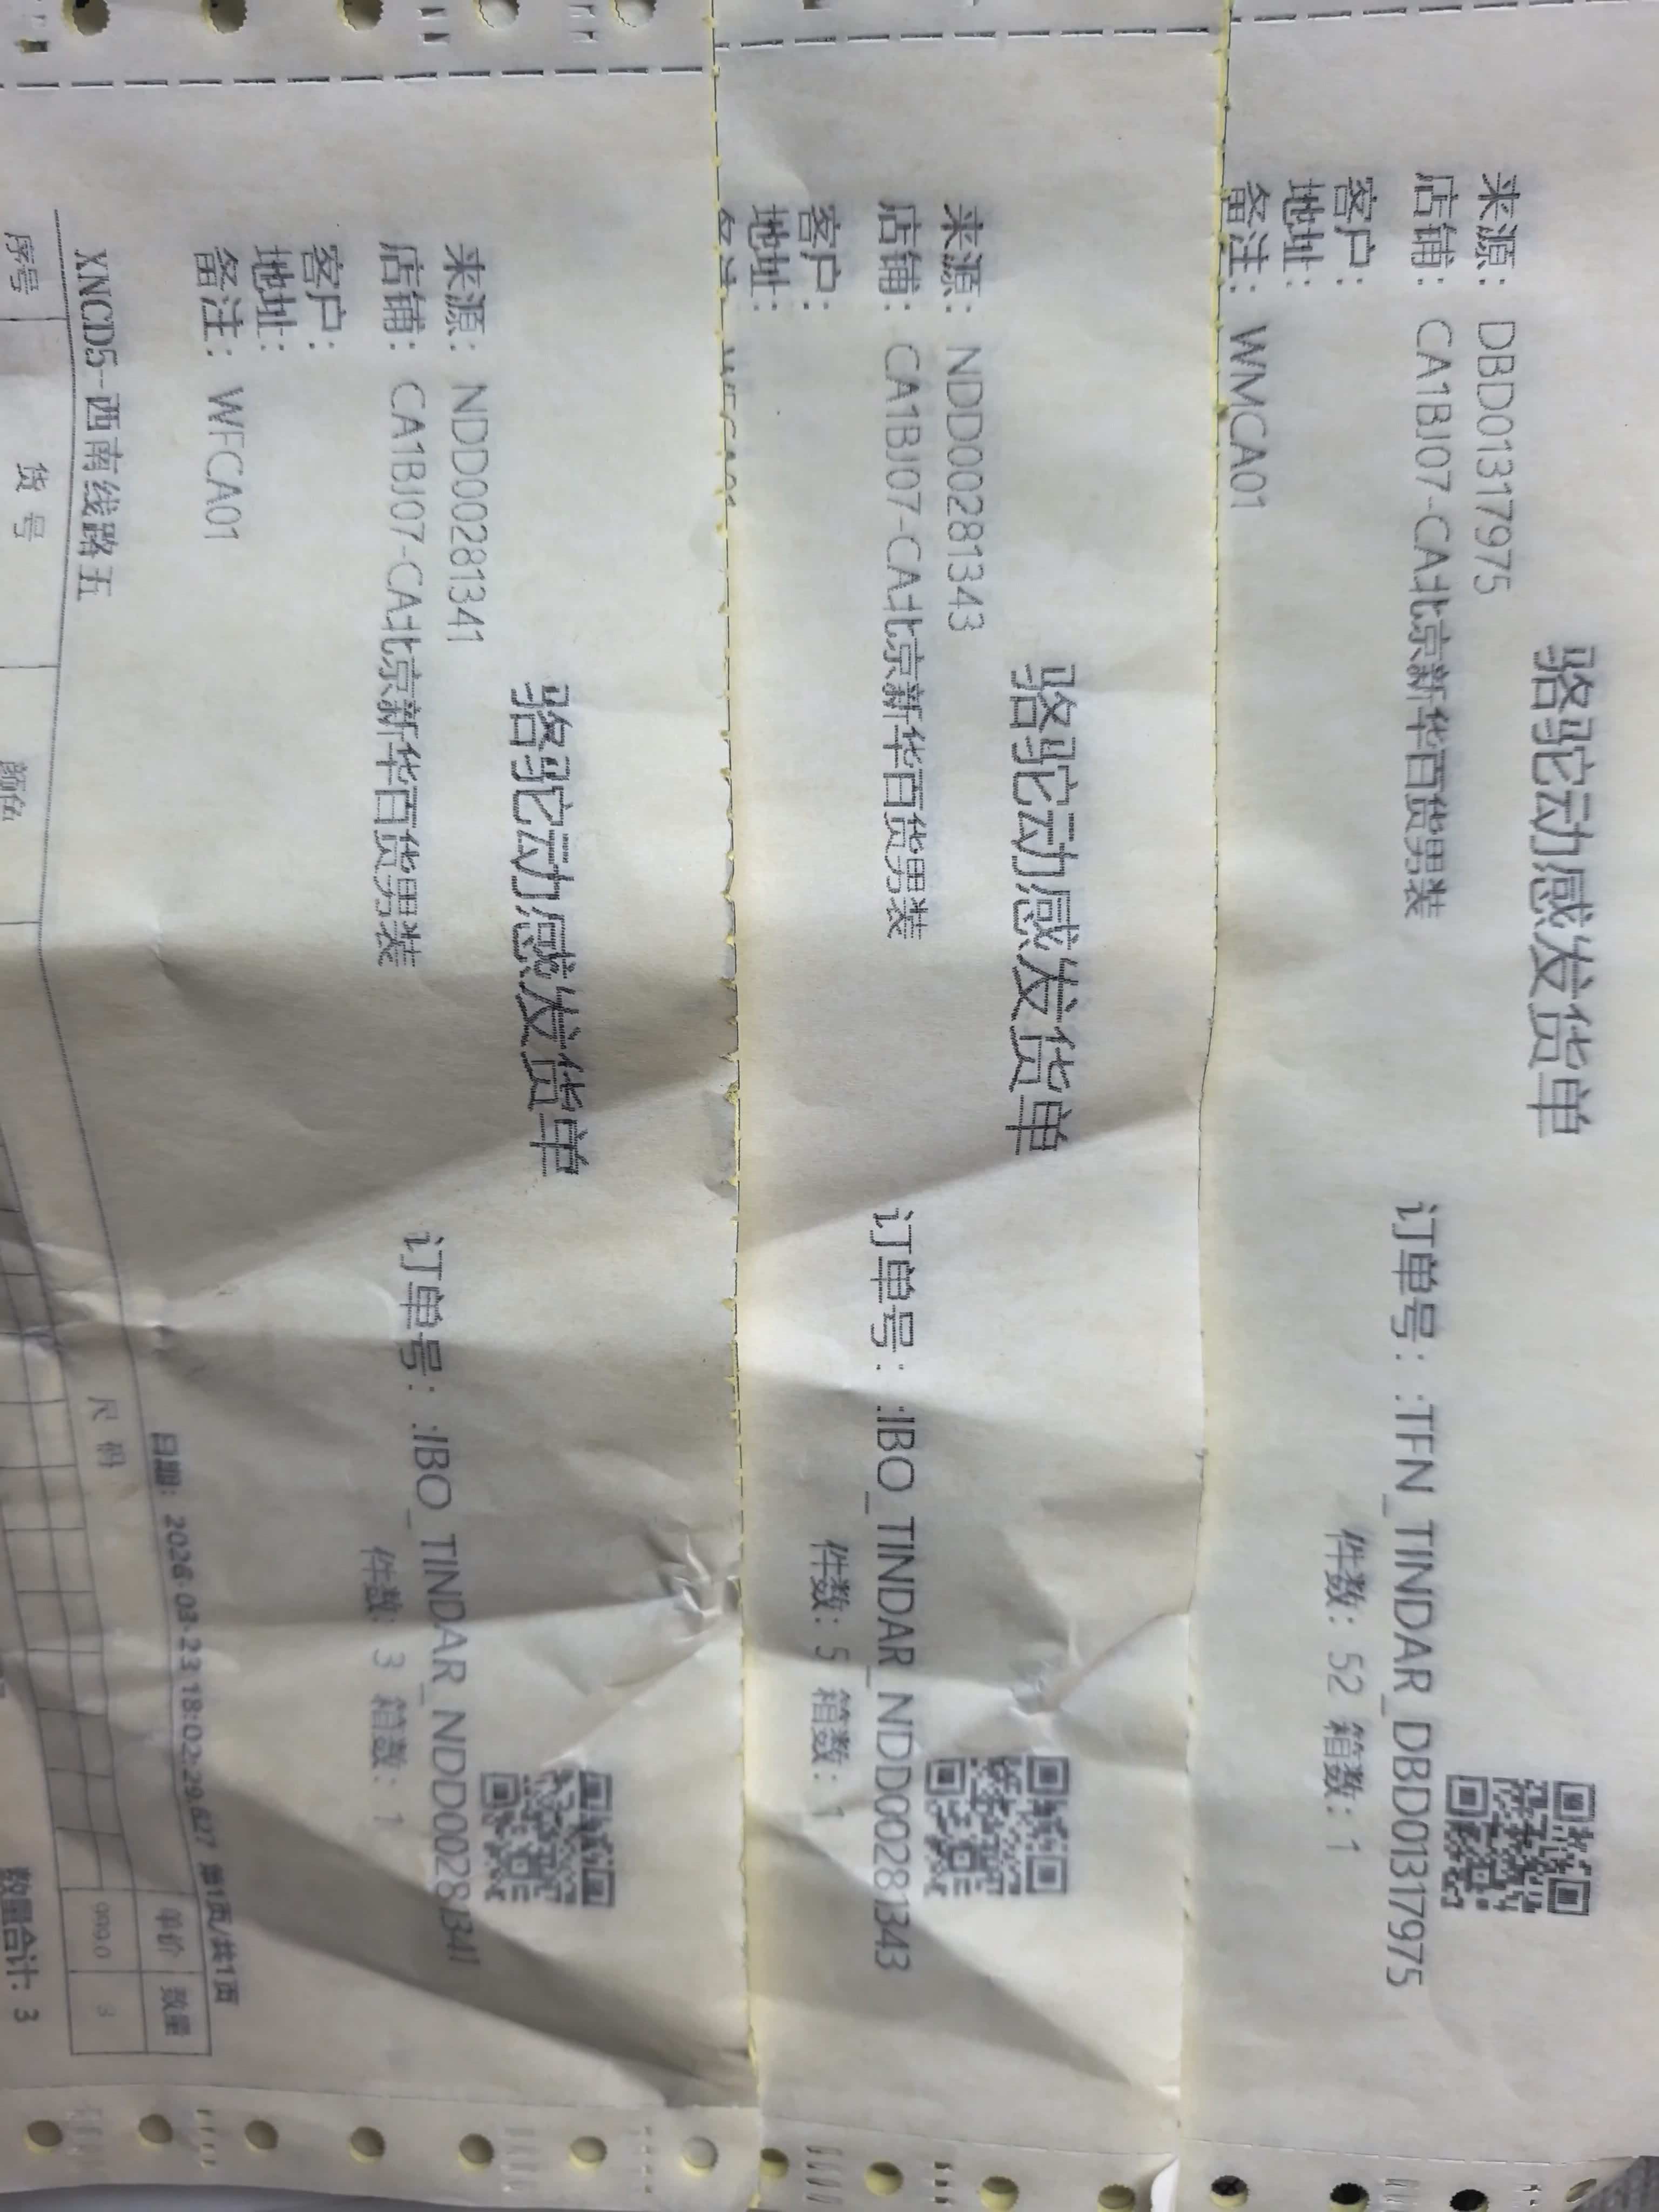 骆驼动感发货单
来源： DBD01317975
店铺： CA1BJ07-CA北京新华百货男装
订单号：:TFN_TINDAR_DBD01317975
客户：
件数：52 箱数：1
地址：
备注： WMCA01
骆驼动感发货单
来源： NDD00281343
店铺： CA1BJ07-CA北京新华百货男装
订单号：:IBO_TINDAR_NDD00281343
客户：
件数：5 箱数：1
地址：
骆驼动感发货单
来源： NDD00281341
店铺： CA1BJ07-CA北京新华百货男装
订单号：:IBO_TINDAR_NDD00281341
客户：
件数：3 箱数：1
地址：
备注： WFCA01
XNCD5-西南线路五
日期：2026-03-23 18:02:29.627 第1页/共1页
序号 货号 颜色 尺码 单价 数量
3
数量合计：3